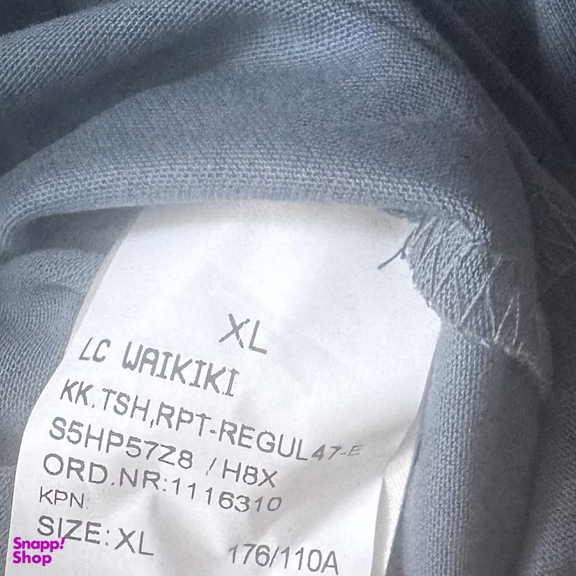 XL
LC WAIKIKI
KK.TSH,RPT-REGUL47-E
S5HP57Z8 / H8X
ORD.NR:1116310
KPN:
SIZE: XL 176/110A
Snapp!
Shop